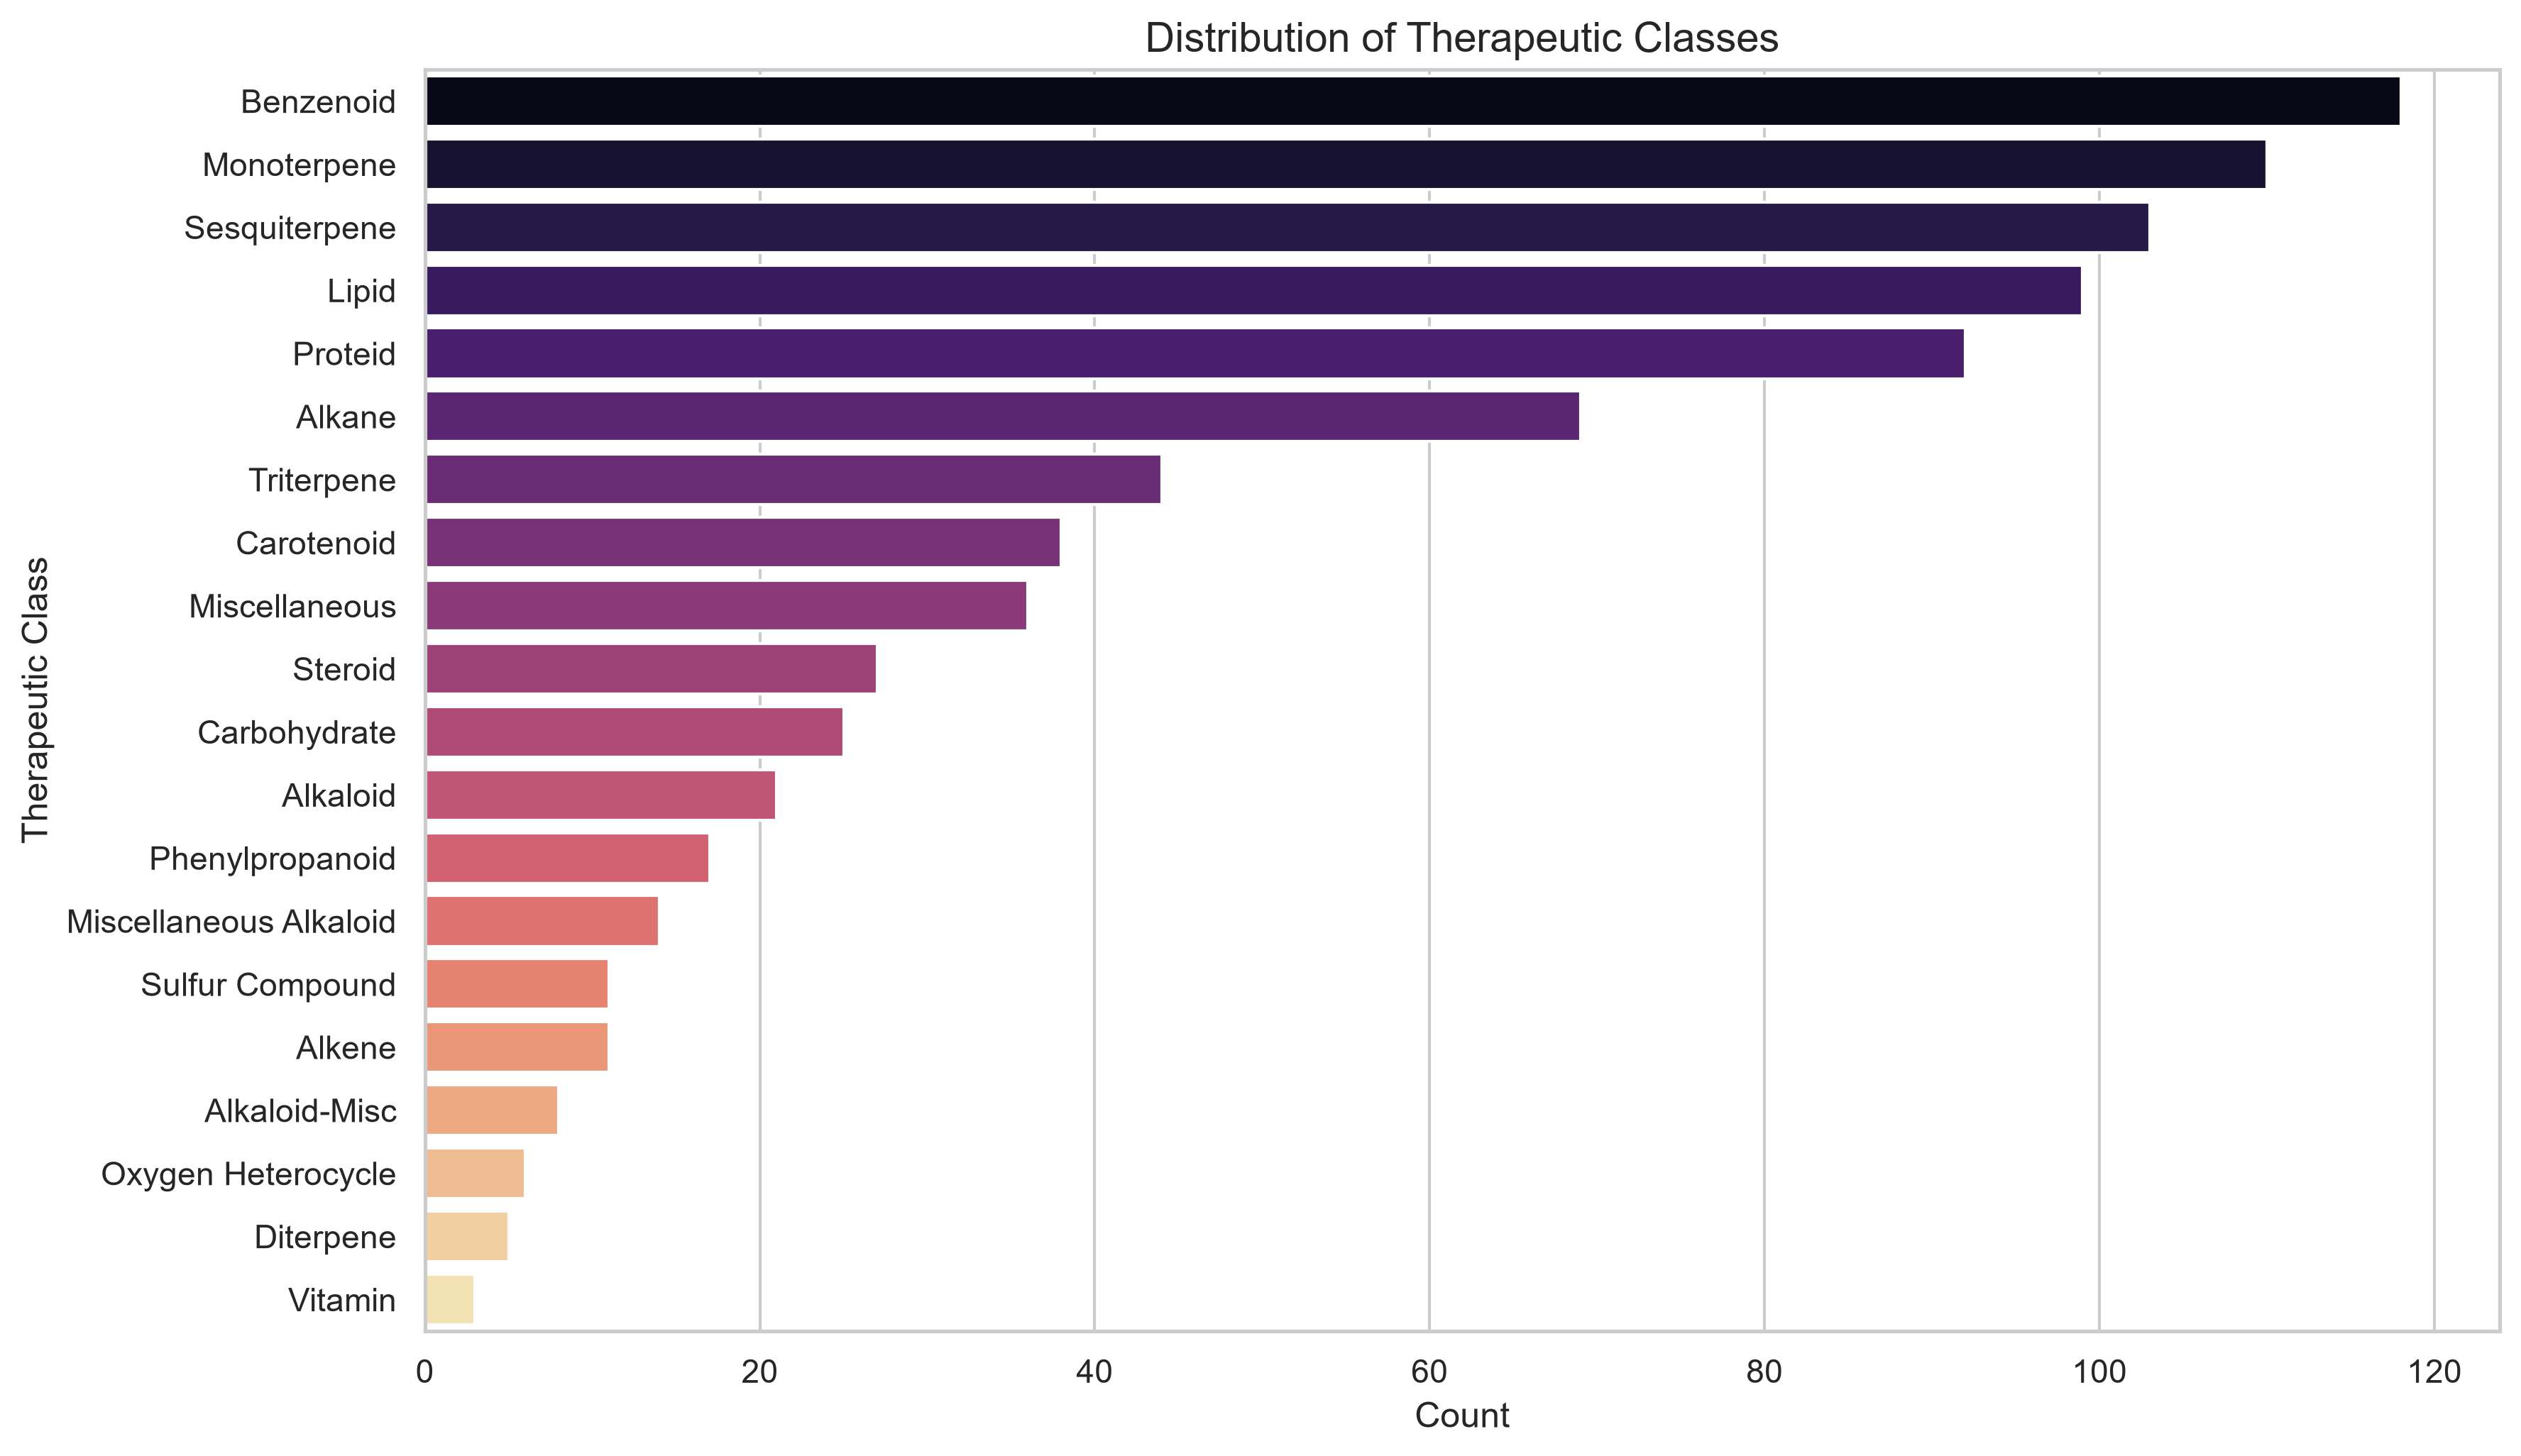 Distribution of Therapeutic Classes
Therapeutic Class
Benzenoid
Monoterpene
Sesquiterpene
Lipid
Proteid
Alkane
Triterpene
Carotenoid
Miscellaneous
Steroid
Carbohydrate
Alkaloid
Phenylpropanoid
Miscellaneous Alkaloid
Sulfur Compound
Alkene
Alkaloid-Misc
Oxygen Heterocycle
Diterpene
Vitamin
0 20 40 60 80 100 120
Count